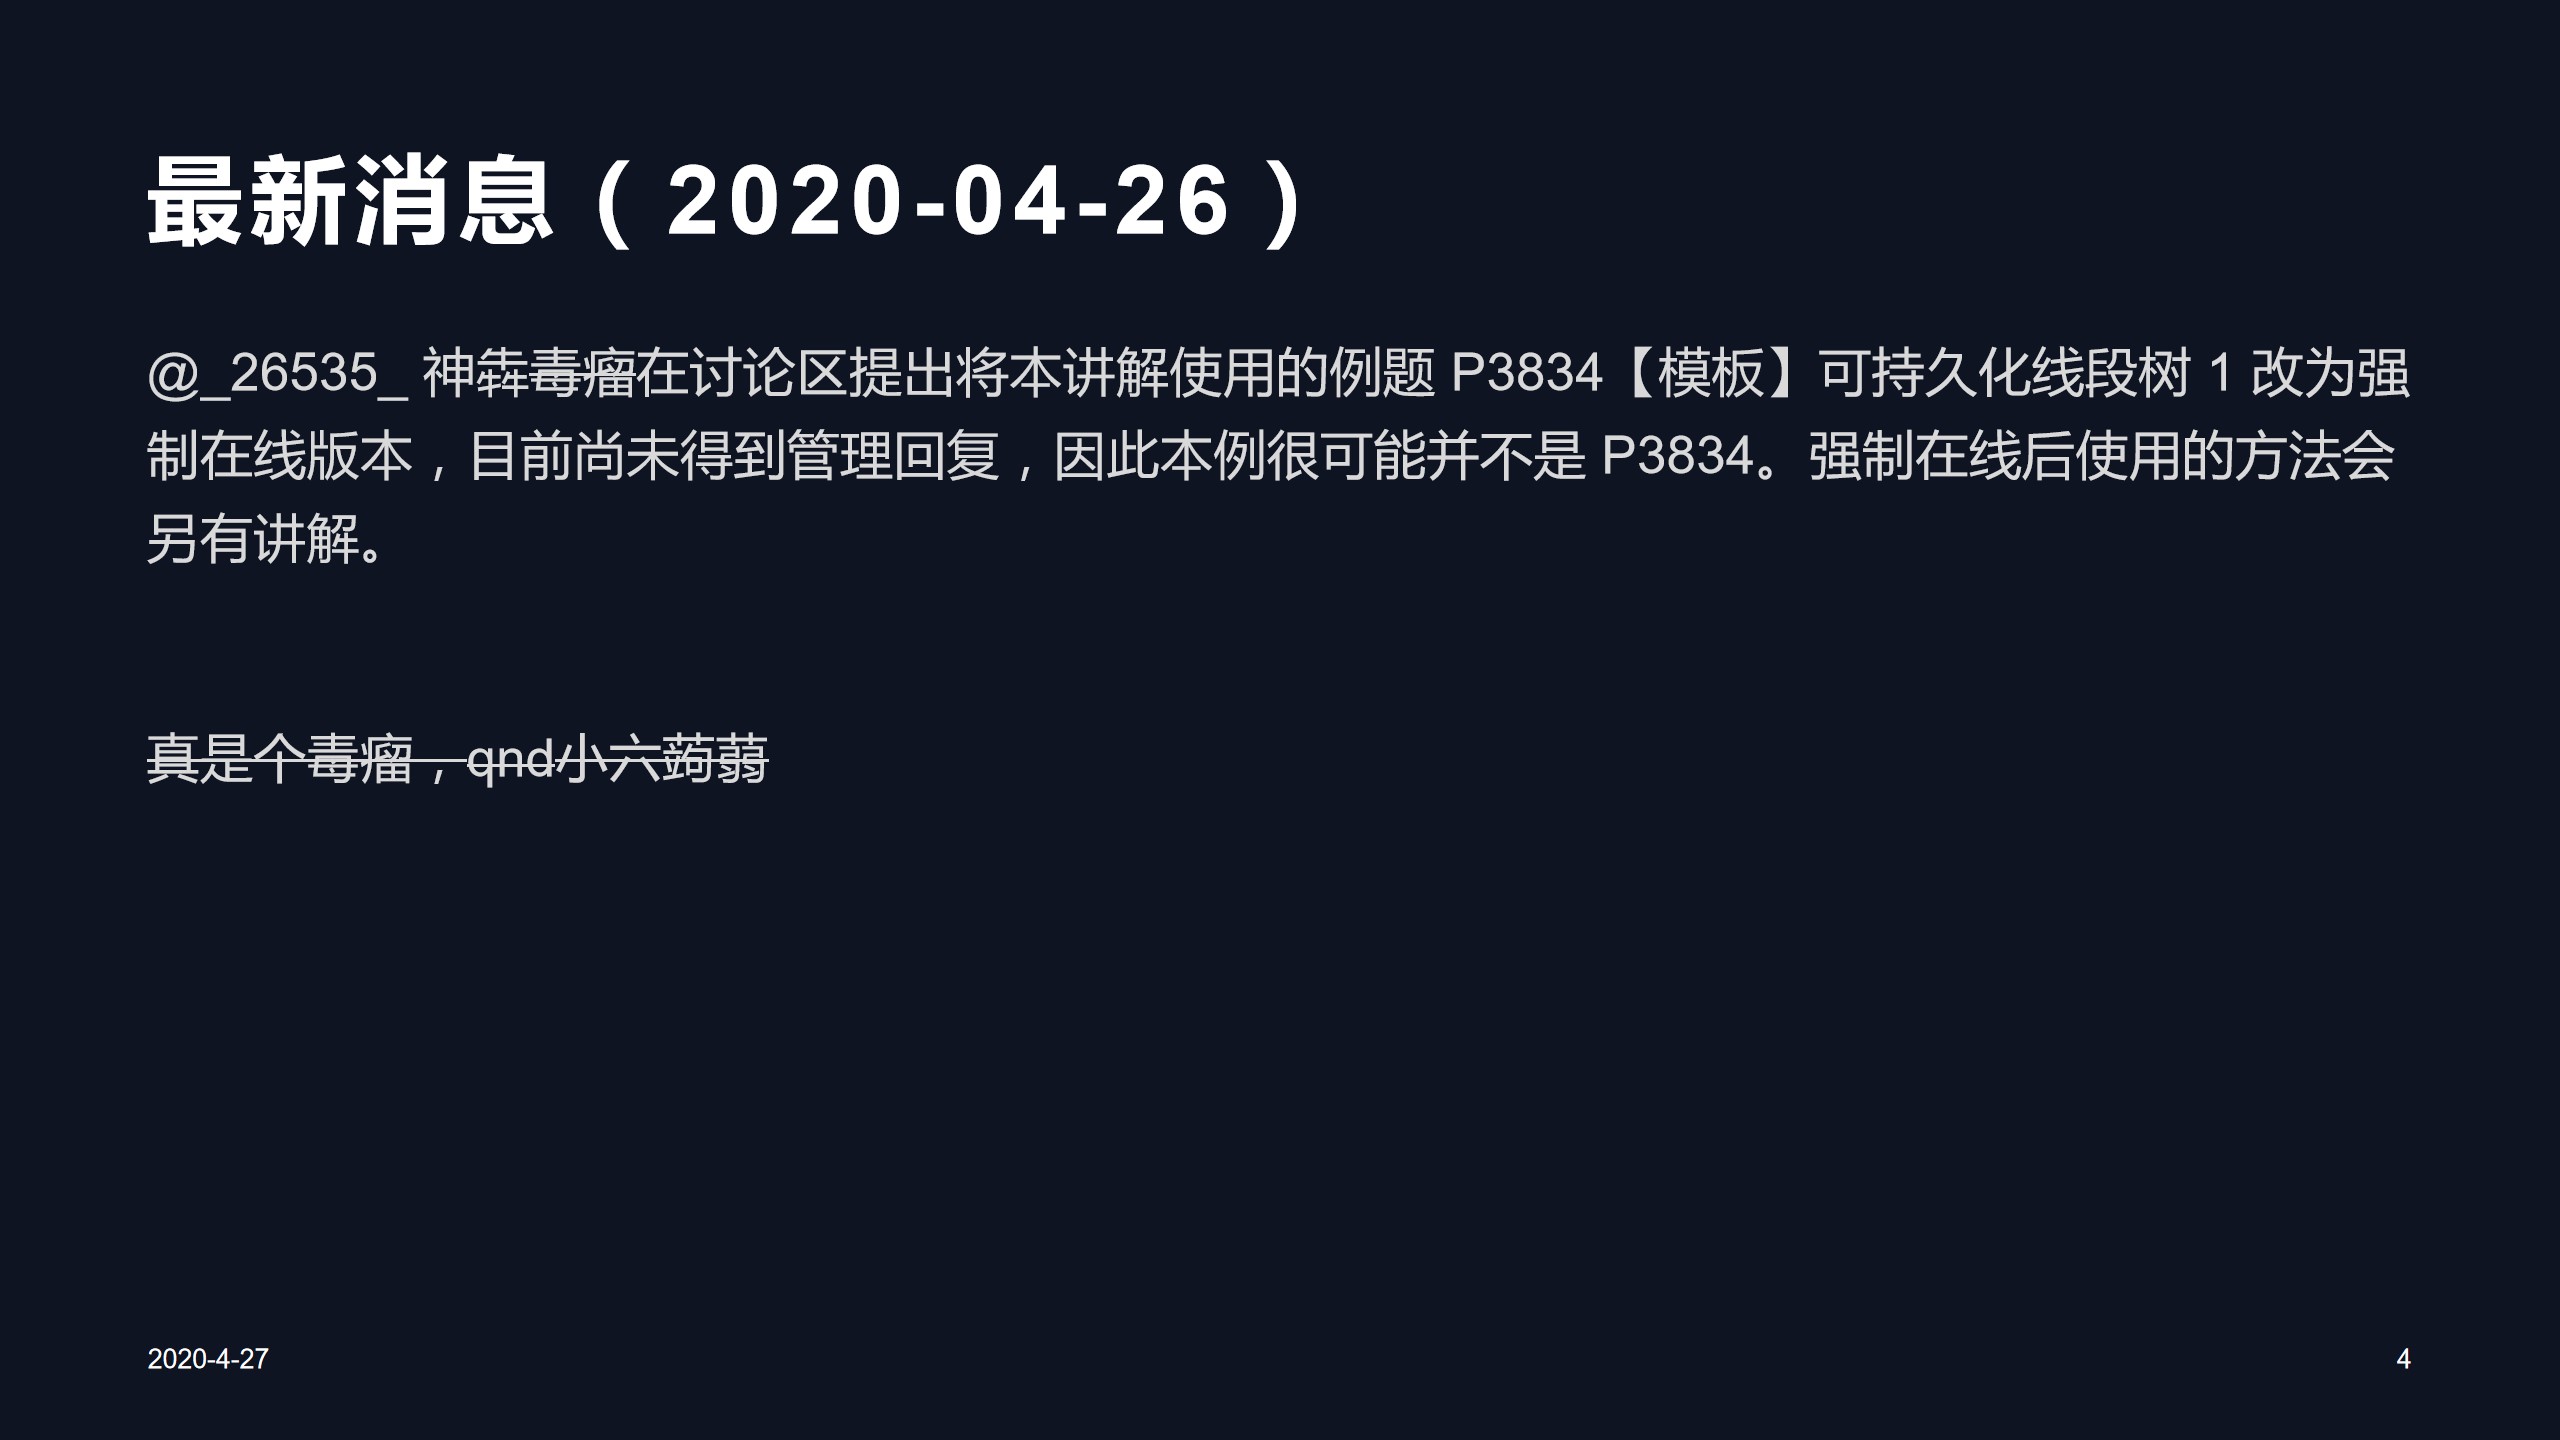 最新消息（2020-04-26）
@_26535_ 神犇毒瘤在讨论区提出将本讲解使用的例题 P3834【模板】可持久化线段树 1 改为强
制在线版本，目前尚未得到管理回复，因此本例很可能并不是 P3834。强制在线后使用的方法会
另有讲解。
真是个毒瘤，qnd小六蒟蒻
2020-4-27
4